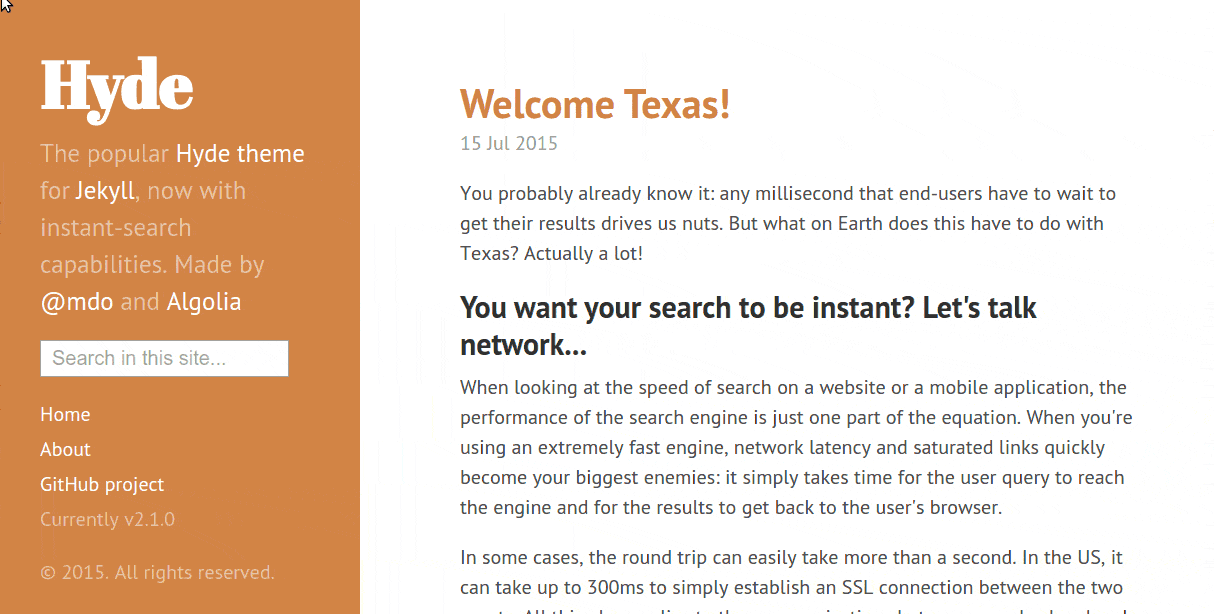 Hyde
The popular Hyde theme
for Jekyll, now with
instant-search
capabilities. Made by
@mdo and Algolia
Search in this site...
Home
About
GitHub project
Currently v2.1.0
© 2015. All rights reserved.
Welcome Texas!
15 Jul 2015
You probably already know it: any millisecond that end-users have to wait to
get their results drives us nuts. But what on Earth does this have to do with
Texas? Actually a lot!
You want your search to be instant? Let's talk
network...
When looking at the speed of search on a website or a mobile application, the
performance of the search engine is just one part of the equation. When you're
using an extremely fast engine, network latency and saturated links quickly
become your biggest enemies: it simply takes time for the user query to reach
the engine and for the results to get back to the user's browser.
In some cases, the round trip can easily take more than a second. In the US, it
can take up to 300ms to simply establish an SSL connection between the two